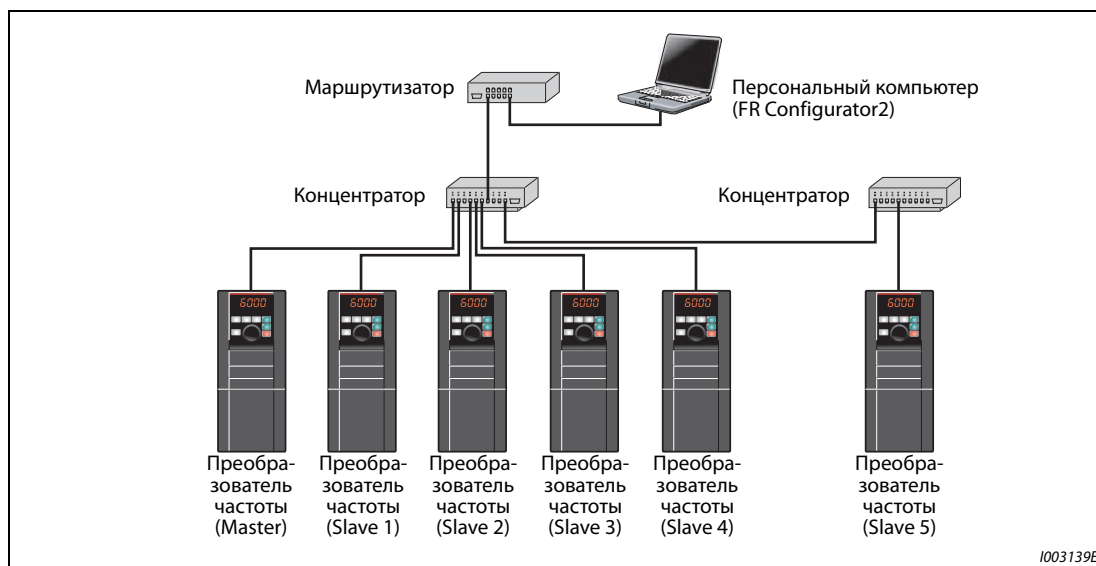 Маршрутизатор
Персональный компьютер
(FR Configurator2)
Концентратор
Концентратор
6000
6000
6000
6000
6000
6000
Преобра-
зователь
частоты
(Master)
Преобра-
зователь
частоты
(Slave 1)
Преобра-
зователь
частоты
(Slave 2)
Преобра-
зователь
частоты
(Slave 3)
Преобра-
зователь
частоты
(Slave 4)
Преобра-
зователь
частоты
(Slave 5)
I003139E